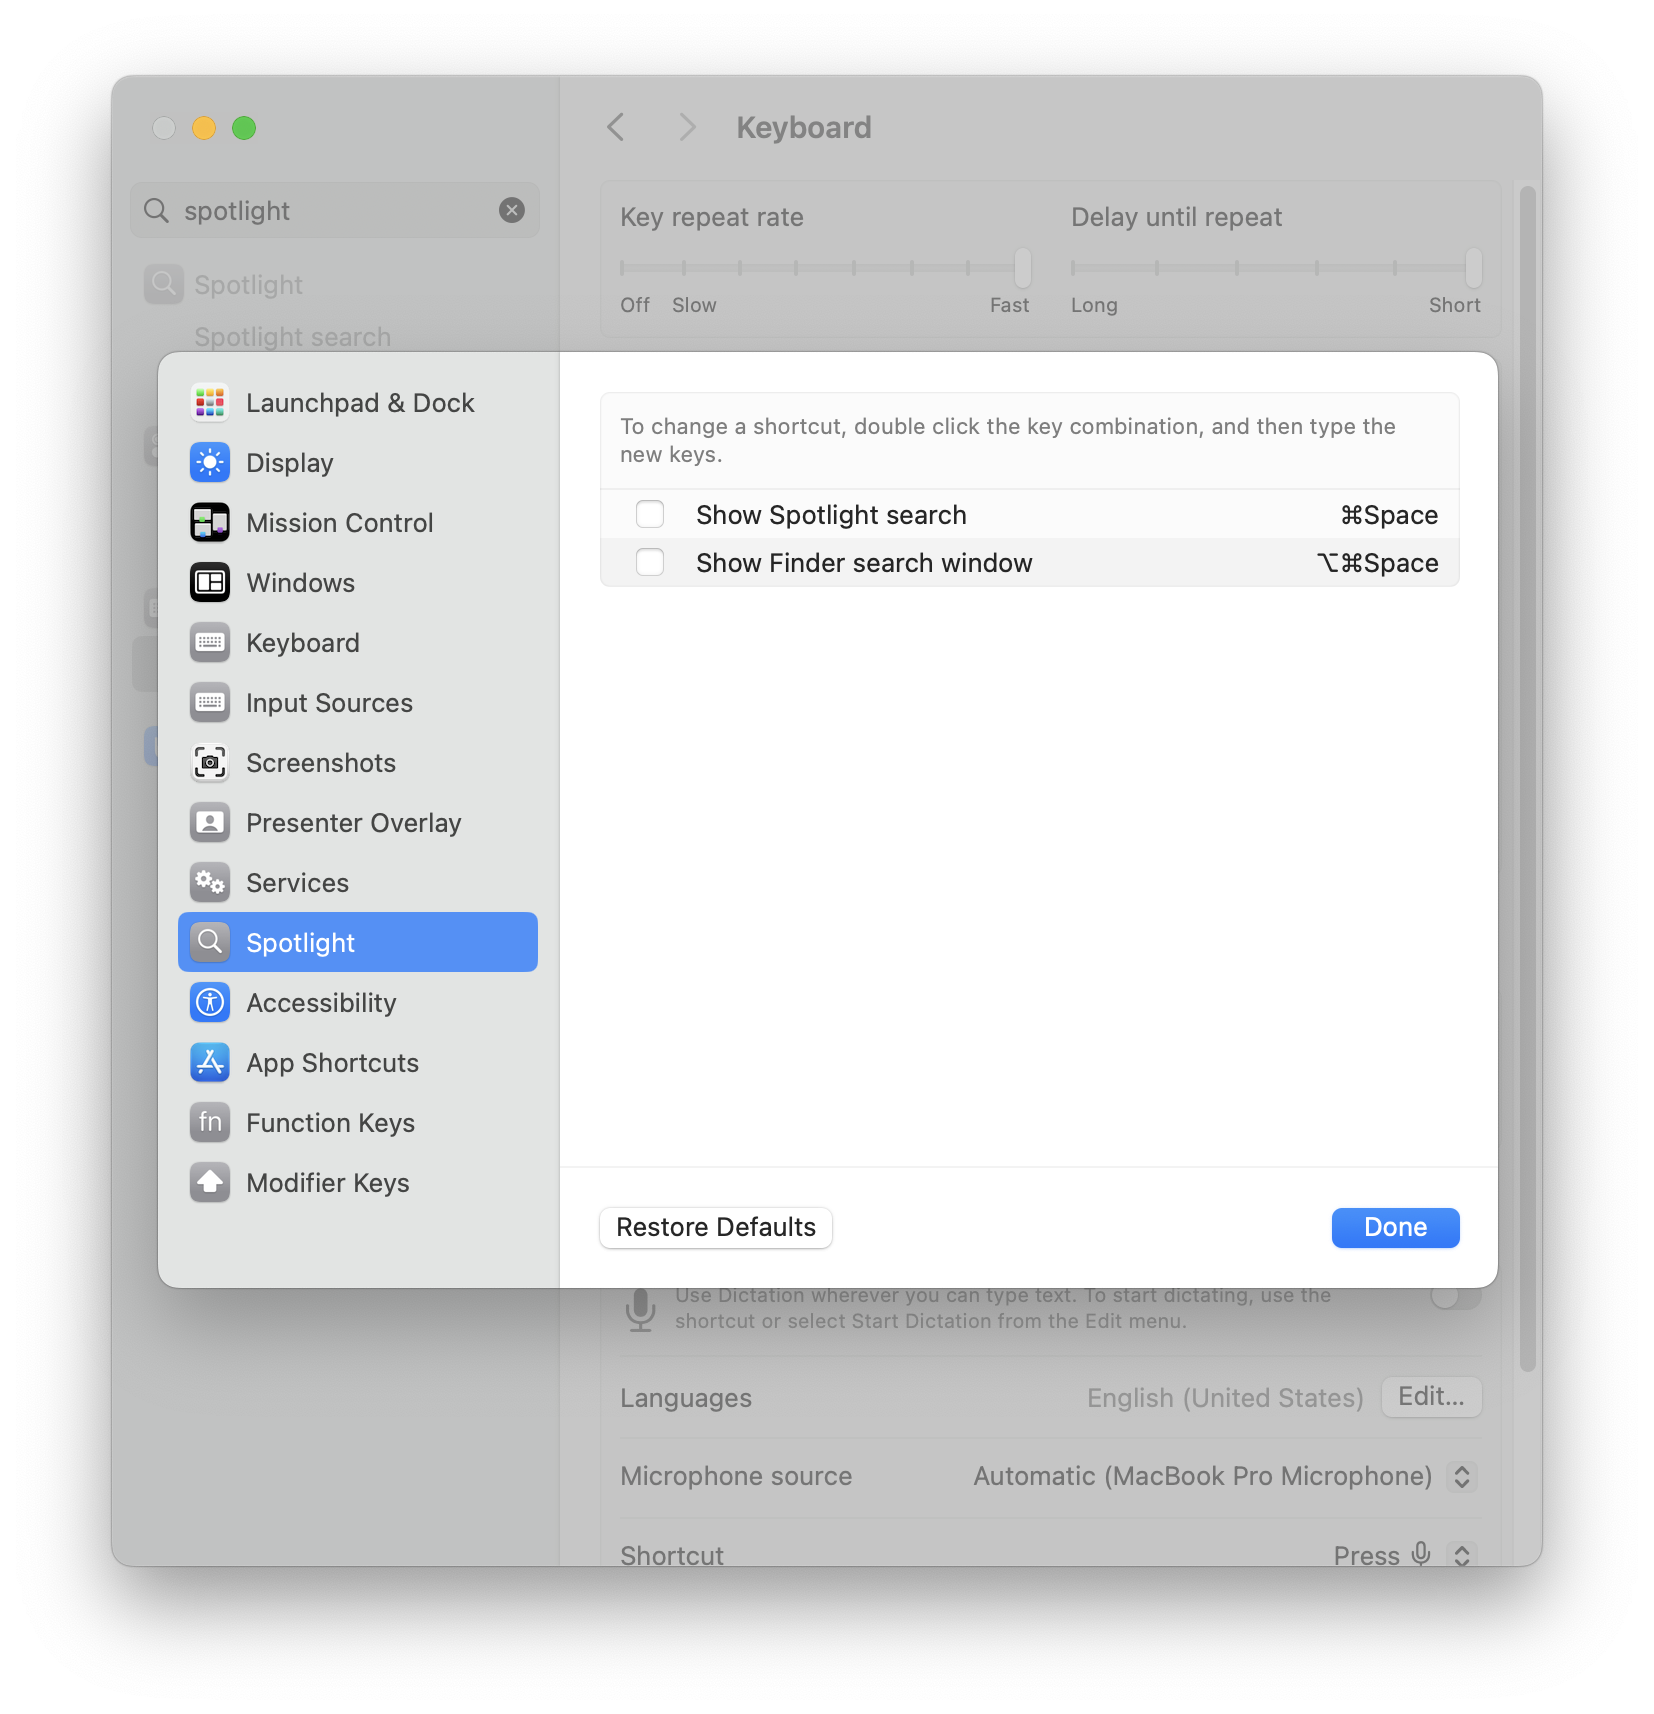 Keyboard
spotlight
Spotlight
Spotlight search
Key repeat rate
Delay until repeat
Off Slow Fast
Long Short
Launchpad & Dock
Display
Mission Control
Windows
Keyboard
Input Sources
Screenshots
Presenter Overlay
Services
Spotlight
Accessibility
App Shortcuts
fn Function Keys
Modifier Keys
To change a shortcut, double click the key combination, and then type the
new keys.
Show Spotlight search ⌘Space
Show Finder search window ⌥⌘Space
Restore Defaults
Done
Use Dictation wherever you can type text. To start dictating, use the
shortcut or select Start Dictation from the Edit menu.
Languages English (United States) Edit...
Microphone source Automatic (MacBook Pro Microphone)
Shortcut Press